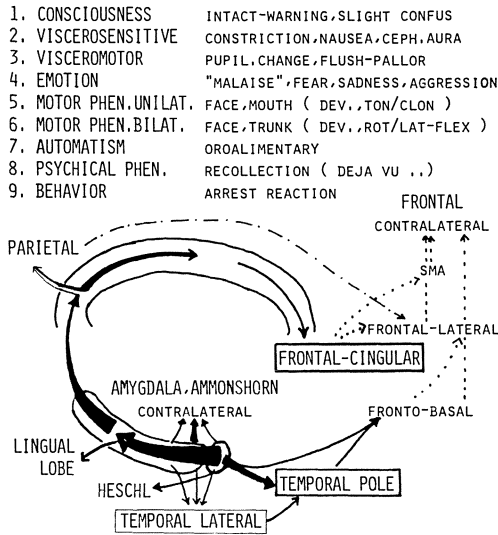 1. CONSCIOUSNESS INTACT-WARNING,SLIGHT CONFUS
2. VISCEROSENSITIVE CONSTRICTION,NAUSEA,CEPH.AURA
3. VISCEROMOTOR PUPIL.CHANGE,FLUSH-PALLOR
4. EMOTION "MALAISE",FEAR,SADNESS,AGGRESSION
5. MOTOR PHEN.UNILAT. FACE,MOUTH ( DEV.,TON/CLON )
6. MOTOR PHEN.BILAT. FACE,TRUNK ( DEV.,ROT/LAT-FLEX )
7. AUTOMATISM OROALIMENTARY
8. PSYCHICAL PHEN. RECOLLECTION ( DEJA VU ..)
9. BEHAVIOR ARREST REACTION
FRONTAL
CONTRALATERAL
PARIETAL
SMA
FRONTAL-LATERAL
FRONTAL-CINGULAR
AMYGDALA,AMMONSHORN
CONTRALATERAL
FRONTO-BASAL
LINGUAL
LOBE
HESCHL
TEMPORAL POLE
TEMPORAL LATERAL